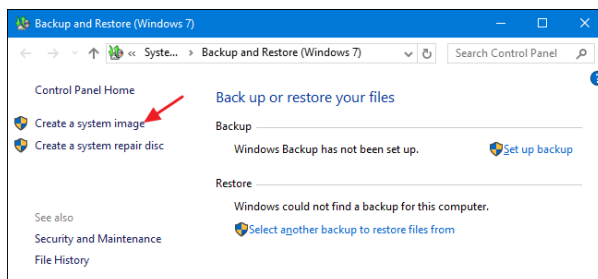 Backup and Restore (Windows 7)
« Syste... › Backup and Restore (Windows 7)
Search Control Panel
Control Panel Home
Create a system image
Create a system repair disc
See also
Security and Maintenance
File History
Back up or restore your files
Backup
Windows Backup has not been set up.
Set up backup
Restore
Windows could not find a backup for this computer.
Select another backup to restore files from